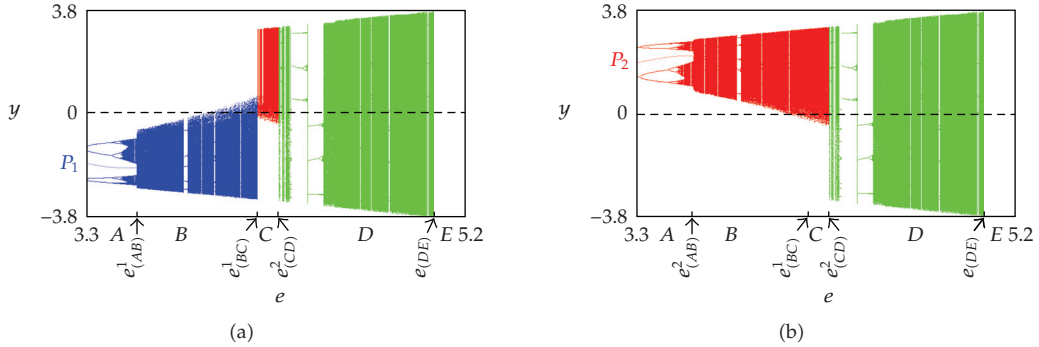 3.8
y
0
P₁
−3.8
3.3 A B C D E 5.2
e¹(AB) e¹(BC) e²(CD) e(DE)
e
(a)
3.8
P₂
y
0
−3.8
3.3 A B C D E 5.2
e²(AB) e¹(BC) e²(CD) e(DE)
e
(b)